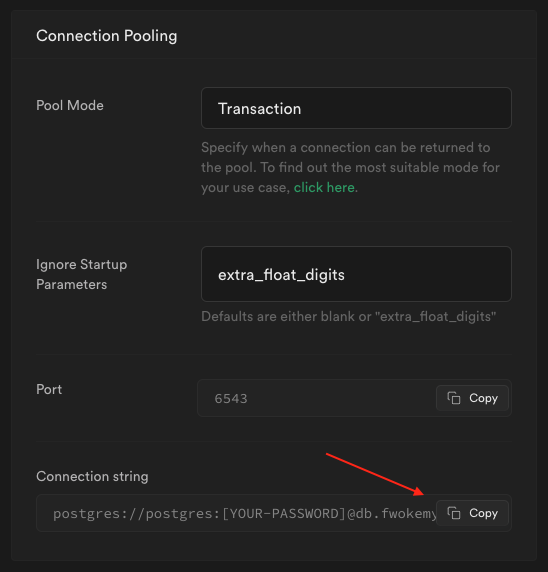 Connection Pooling
Pool Mode
Transaction
Specify when a connection can be returned to
the pool. To find out the most suitable mode for
your use case, click here.
Ignore Startup
Parameters
extra_float_digits
Defaults are either blank or "extra_float_digits"
Port
6543
Copy
Connection string
postgres://postgres:[YOUR-PASSWORD]@db.fwokemy
Copy